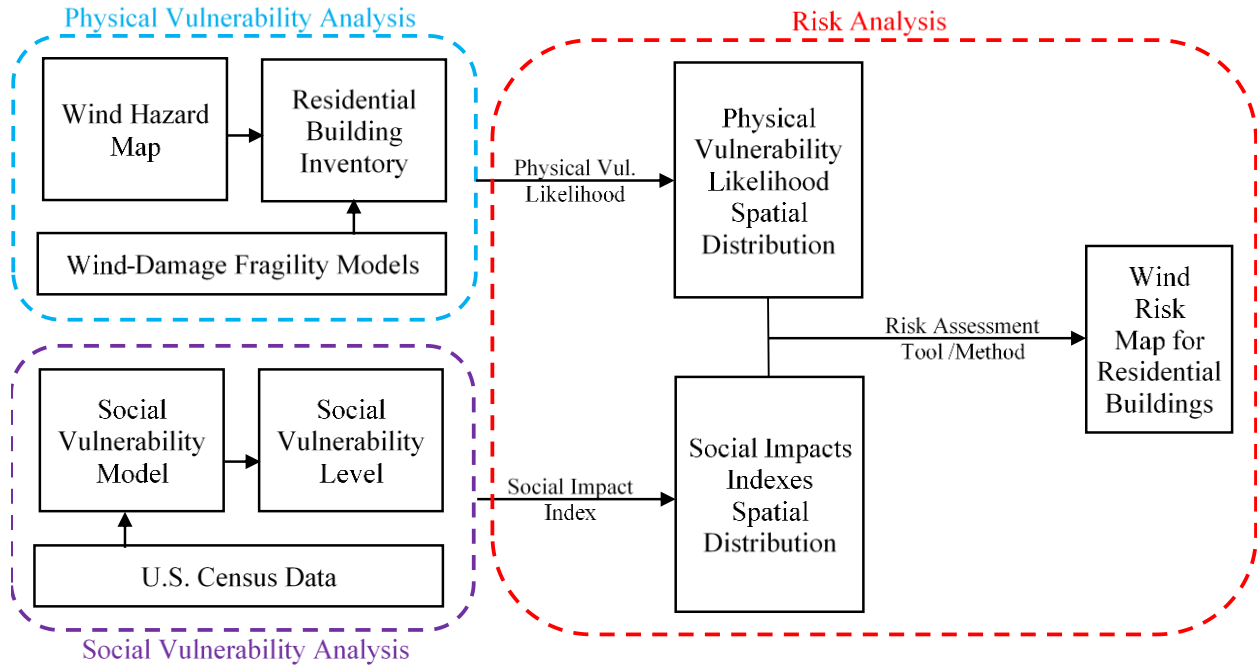 Physical Vulnerability Analysis
Wind Hazard
Map
Residential
Building
Inventory
Wind-Damage Fragility Models
Physical Vul.
Likelihood
Risk Analysis
Physical
Vulnerability
Likelihood
Spatial
Distribution
Risk Assessment
Tool /Method
Wind
Risk
Map for
Residential
Buildings
Social
Vulnerability
Model
Social
Vulnerability
Level
U.S. Census Data
Social Vulnerability Analysis
Social Impact
Index
Social Impacts
Indexes
Spatial
Distribution